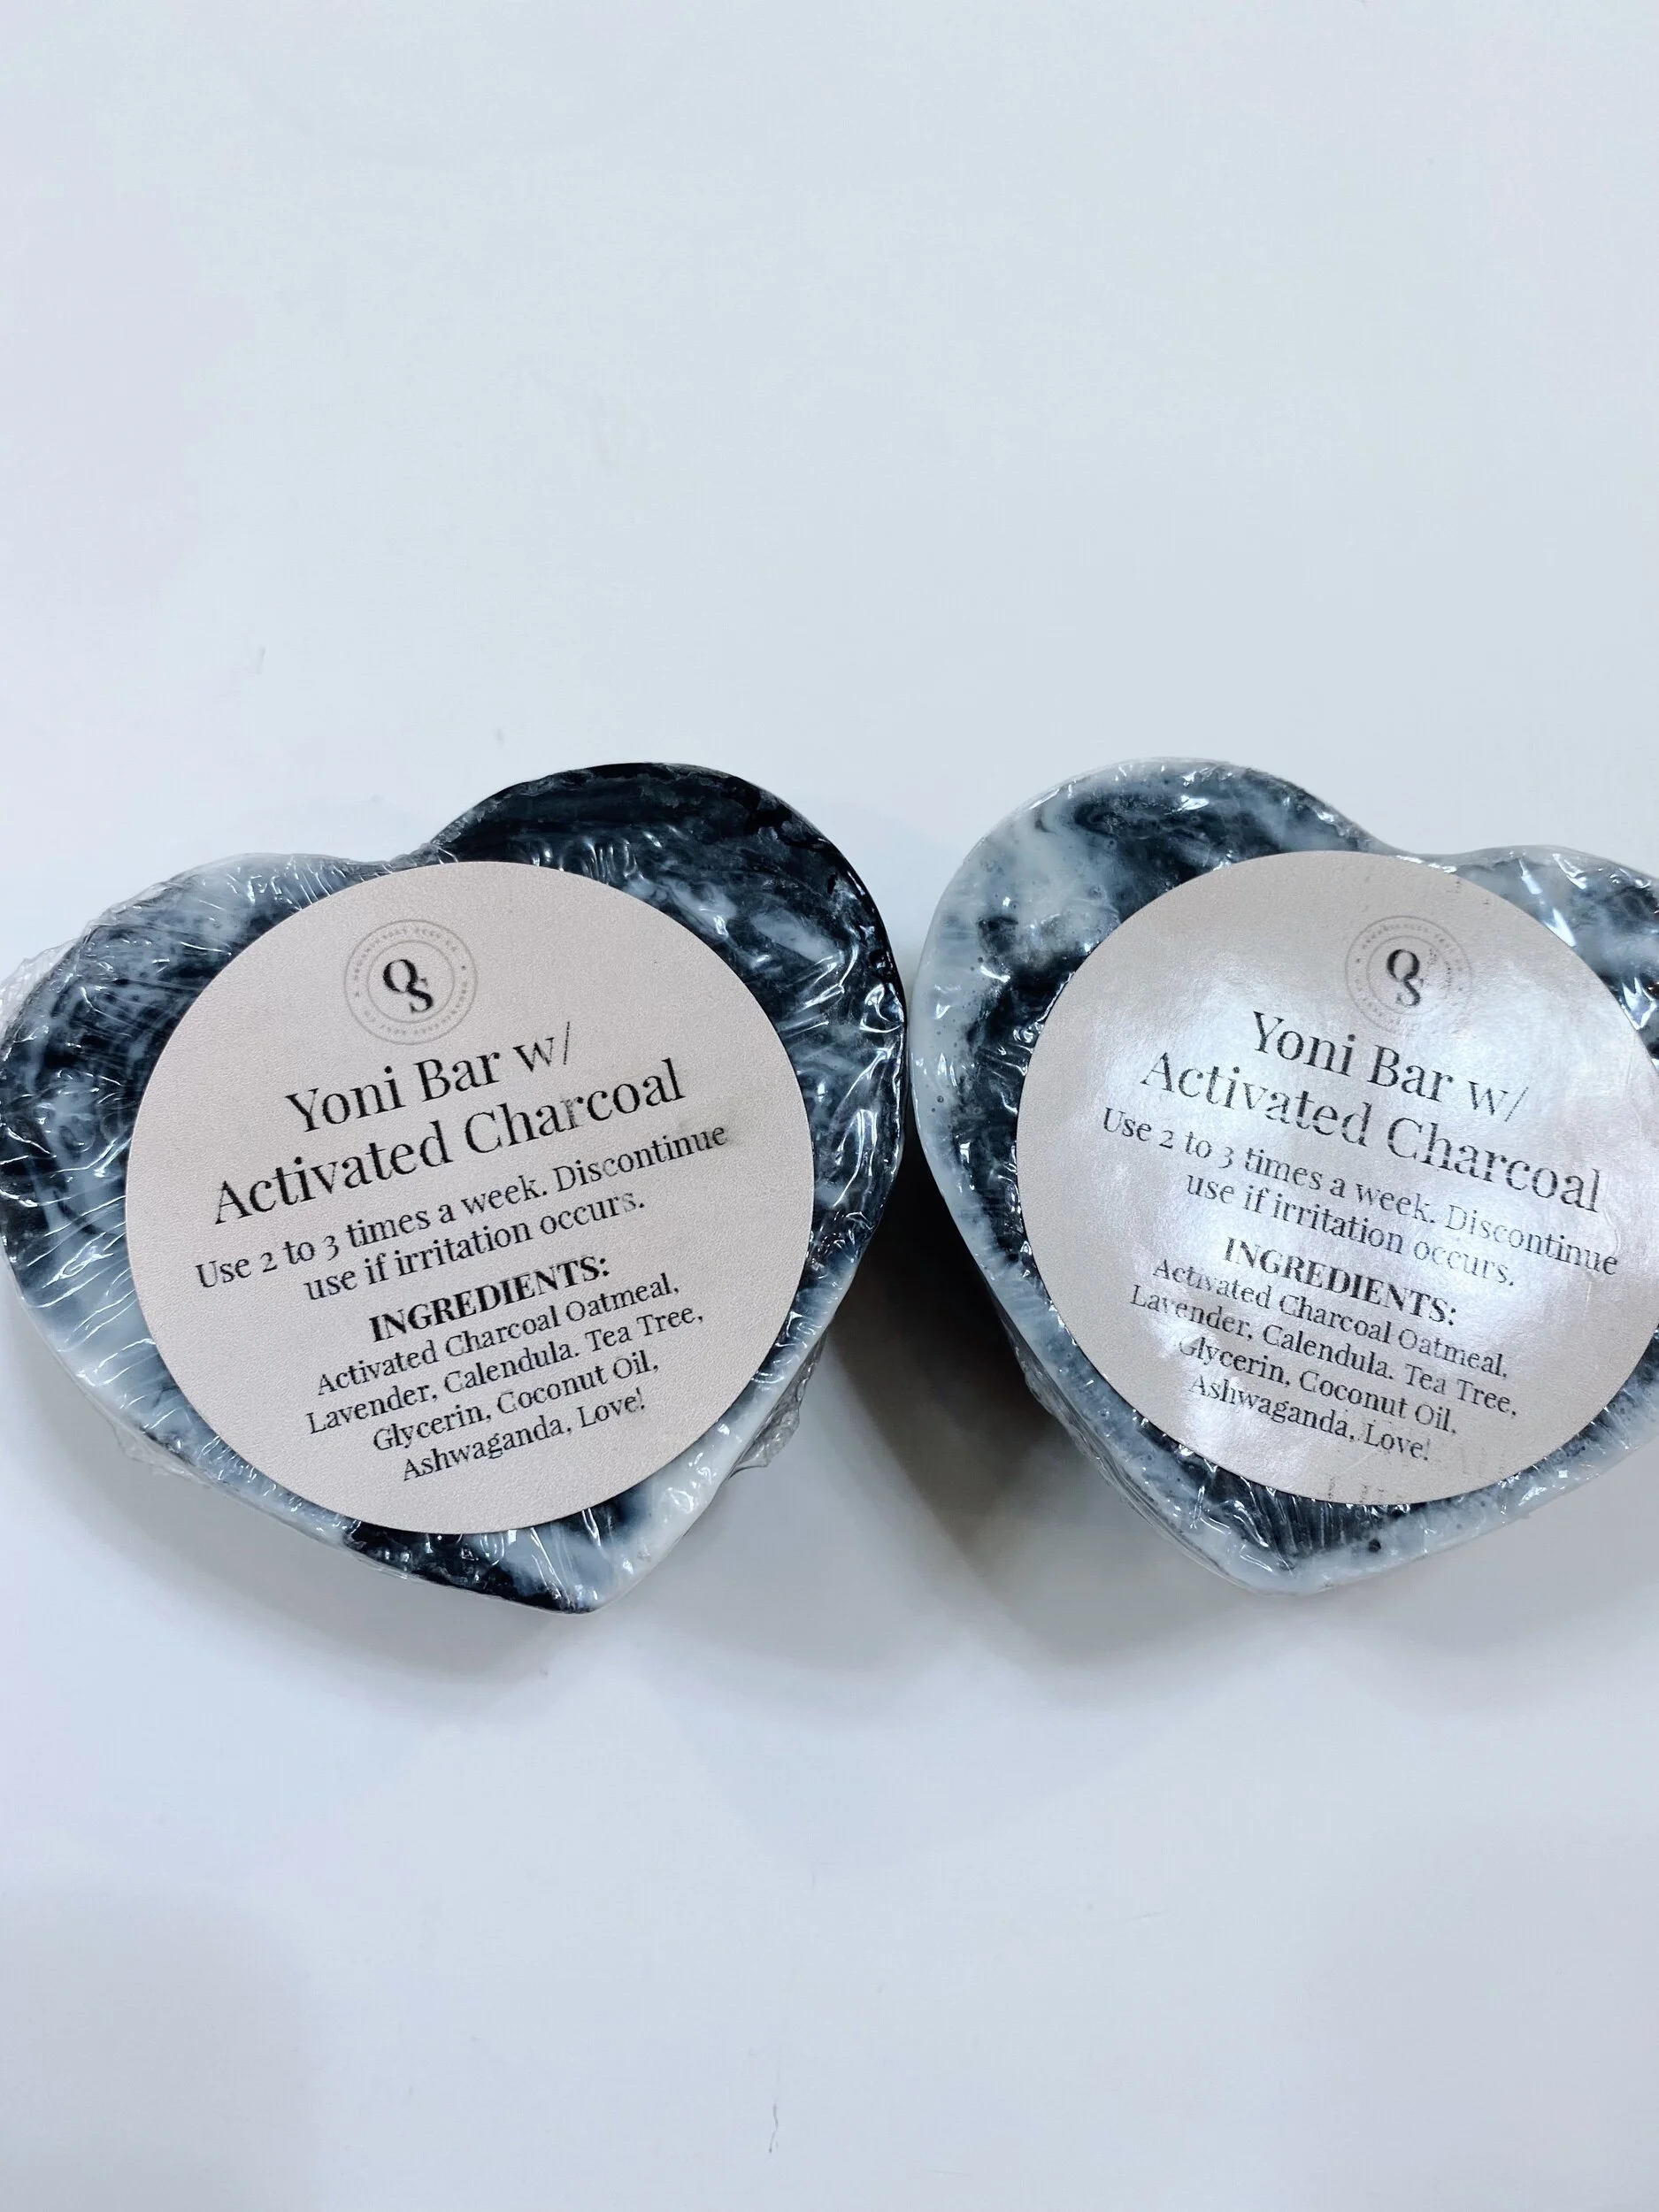 OS
Yoni Bar w/
Activated Charcoal
Use 2 to 3 times a week. Discontinue
use if irritation occurs.
INGREDIENTS:
Activated Charcoal Oatmeal,
Lavender, Calendula. Tea Tree,
Glycerin, Coconut Oil,
Ashwaganda, Love!
OS
Yoni Bar w/
Activated Charcoal
Use 2 to 3 times a week. Discontinue
use if irritation occurs.
INGREDIENTS:
Activated Charcoal Oatmeal,
Lavender, Calendula. Tea Tree,
Glycerin, Coconut Oil,
Ashwaganda, Love!